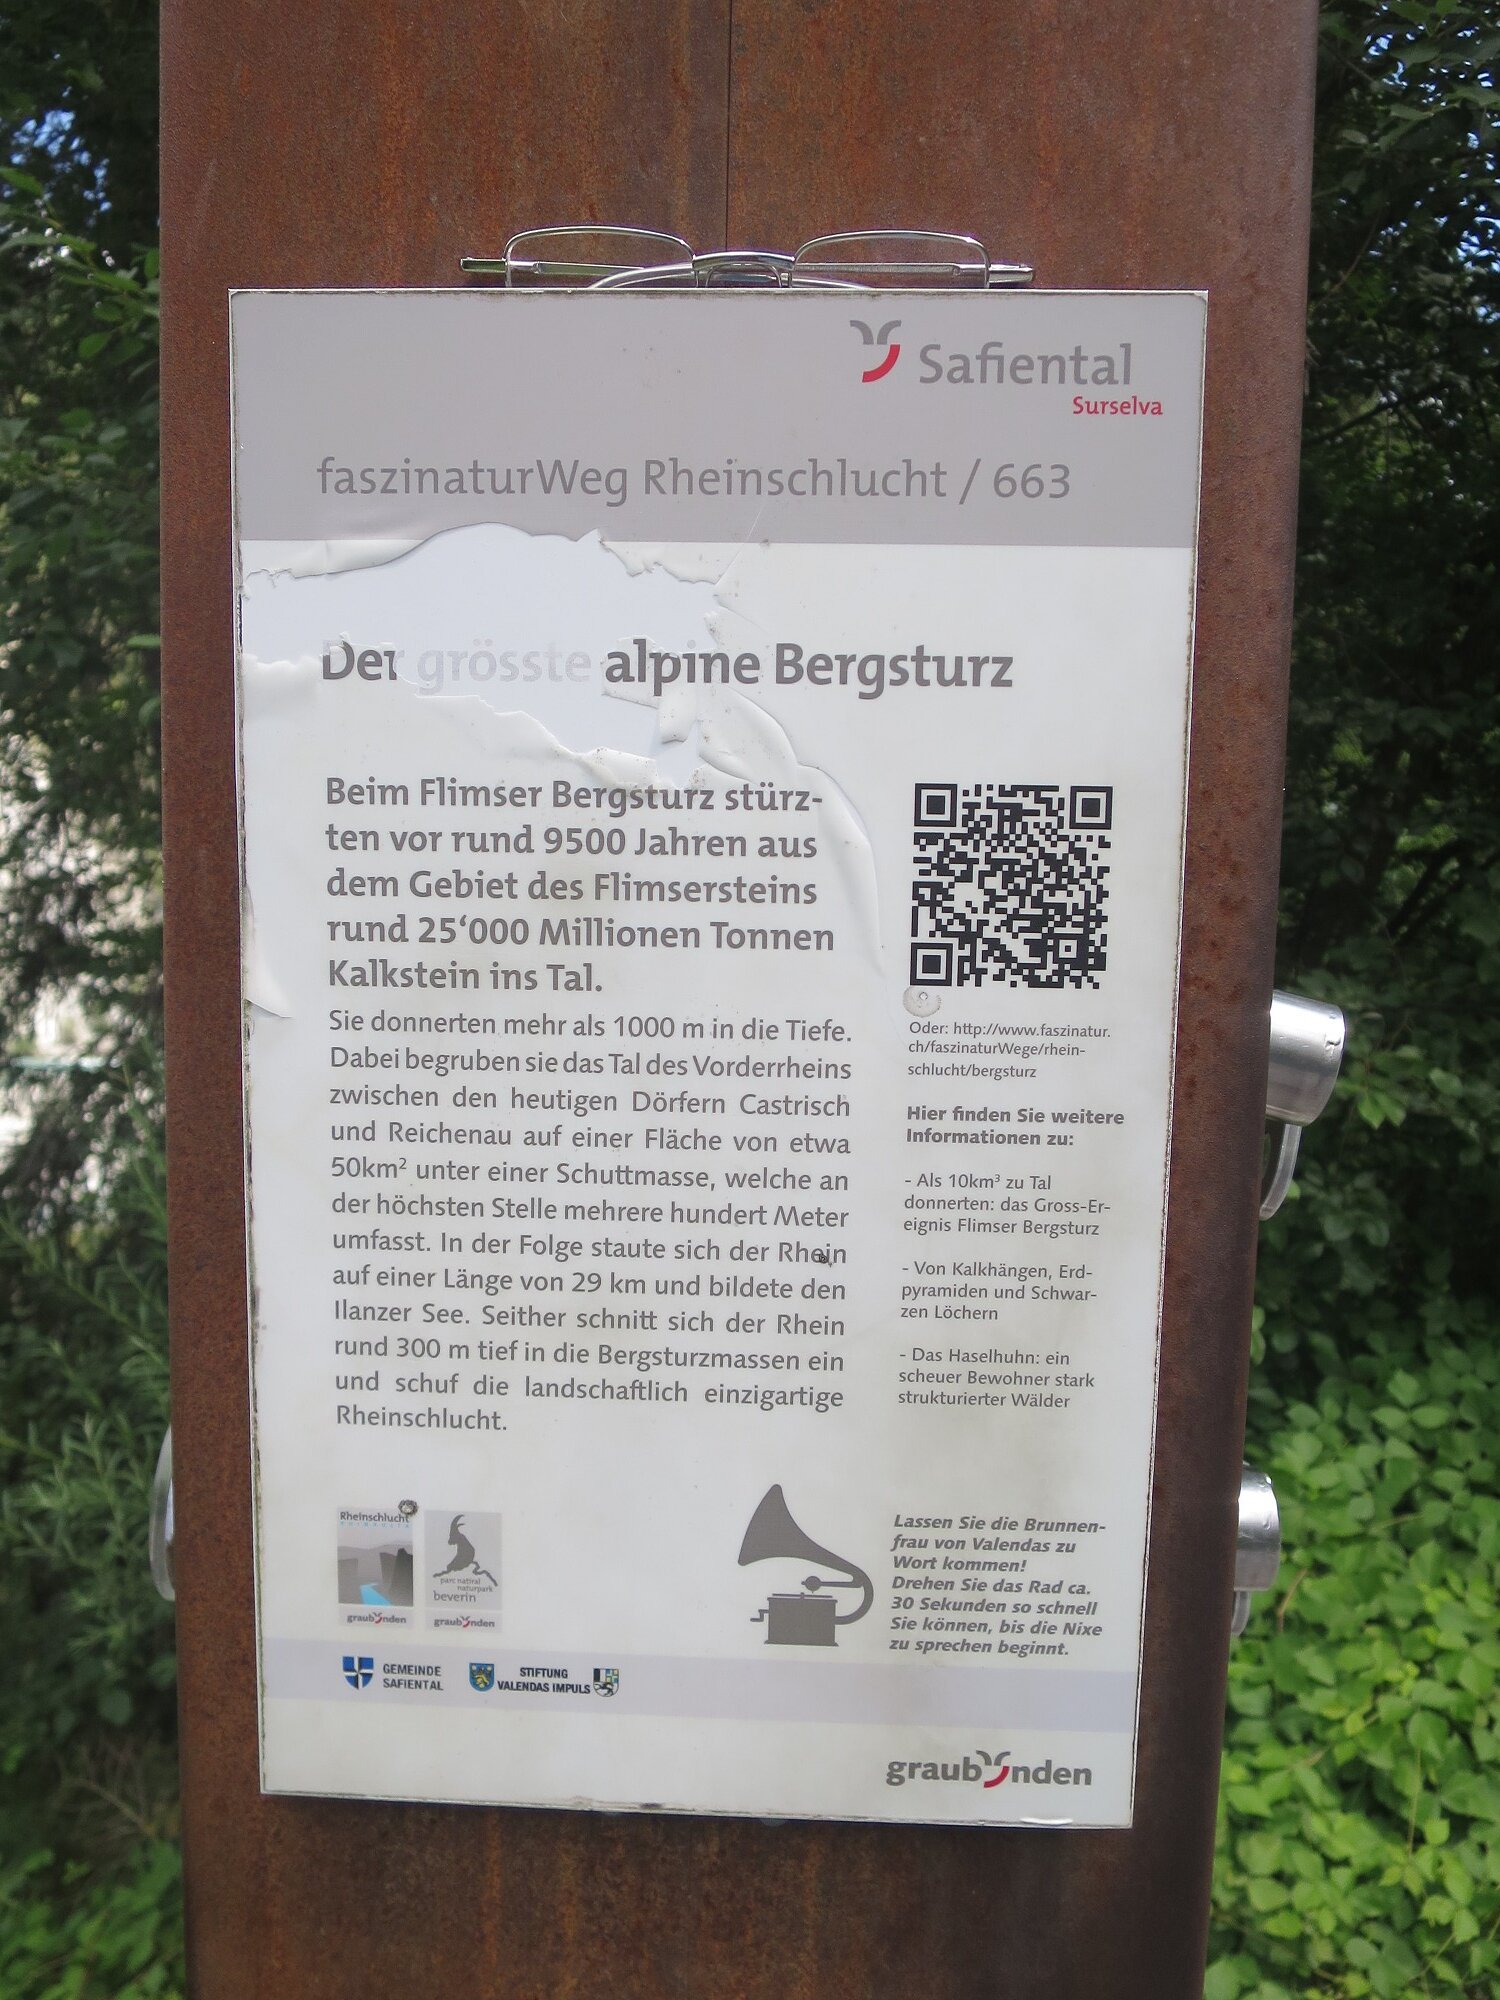 Safiental
Surselva
faszinaturWeg Rheinschlucht / 663
Der grösste alpine Bergsturz
Beim Flimser Bergsturz stürz-
ten vor rund 9500 Jahren aus
dem Gebiet des Flimsersteins
rund 25‘000 Millionen Tonnen
Kalkstein ins Tal.
Sie donnerten mehr als 1000 m in die Tiefe.
Dabei begruben sie das Tal des Vorderrheins
zwischen den heutigen Dörfern Castrisch
und Reichenau auf einer Fläche von etwa
50km² unter einer Schuttmasse, welche an
der höchsten Stelle mehrere hundert Meter
umfasst. In der Folge staute sich der Rhein
auf einer Länge von 29 km und bildete den
Ilanzer See. Seither schnitt sich der Rhein
rund 300 m tief in die Bergsturzmassen ein
und schuf die landschaftlich einzigartige
Rheinschlucht.
Oder: http://www.faszinatur.
ch/faszinaturWege/rhein-
schlucht/bergsturz
Hier finden Sie weitere
Informationen zu:
- Als 10km³ zu Tal
donnerten: das Gross-Er-
eignis Flimser Bergsturz
- Von Kalkhängen, Erd-
pyramiden und Schwar-
zen Löchern
- Das Haselhuhn: ein
scheuer Bewohner stark
strukturierter Wälder
Rheinschlucht
graubünden
parc natiral
naturpark
beverin
graubünden
Lassen Sie die Brunnen-
frau von Valendas zu
Wort kommen!
Drehen Sie das Rad ca.
30 Sekunden so schnell
Sie können, bis die Nixe
zu sprechen beginnt.
GEMEINDE
SAFIENTAL
STIFTUNG
VALENDAS IMPULS
graubünden